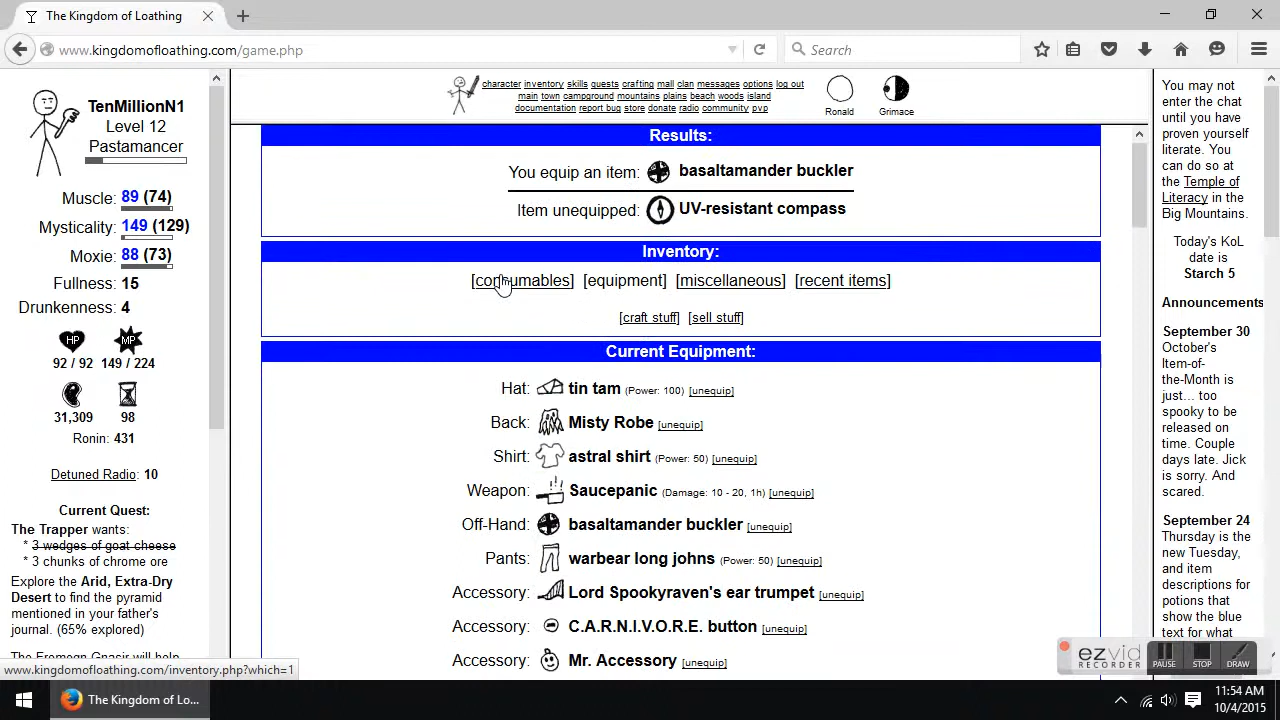 The Kingdom of Loathing
www.kingdomofloathing.com/game.php
Search
TenMillionN1
Level 12
Pastamancer
Muscle: 89 (74)
Mysticality: 149 (129)
Moxie: 88 (73)
Fullness: 15
Drunkenness: 4
HP MP
92 / 92 149 / 224
31,309 98
Ronin: 431
Detuned Radio: 10
Current Quest:
The Trapper wants:
* 3 wedges of goat cheese
* 3 chunks of chrome ore
Explore the Arid, Extra-Dry
Desert to find the pyramid
mentioned in your father's
journal. (65% explored)
www.kingdomofloathing.com/inventory.php?which=1
character inventory skills quests crafting mall clan messages options log out
main town campground mountains plains beach woods island
documentation report bug store donate radio community p.v.p
Ronald Grimace
Results:
You equip an item: basaltamander buckler
Item unequipped: UV-resistant compass
Inventory:
[consumables] [equipment] [miscellaneous] [recent items]
[craft stuff] [sell stuff]
Current Equipment:
Hat: tin tam (Power: 100) [unequip]
Back: Misty Robe [unequip]
Shirt: astral shirt (Power: 50) [unequip]
Weapon: Saucepanic (Damage: 10 - 20, 1h) [unequip]
Off-Hand: basaltamander buckler [unequip]
Pants: warbear long johns (Power: 50) [unequip]
Accessory: Lord Spookyraven's ear trumpet [unequip]
Accessory: C.A.R.N.I.V.O.R.E. button [unequip]
Accessory: Mr. Accessory [unequip]
You may not
enter the chat
until you have
proven yourself
literate. You
can do so at
the Temple of
Literacy in the
Big Mountains.
Today's KoL
date is
Starch 5
Announcements
September 30
October's
Item-of-
the-Month is
just... too
spooky to be
released on
time. Couple
days late. Jick
is sorry. And
scared.
September 24
Thursday is the
new Tuesday,
and item
descriptions for
potions that
show the blue
text for what
ezvid
RECORDER
PAUSE STOP DRAW
The Kingdom of Loa...
11:54 AM
10/4/2015